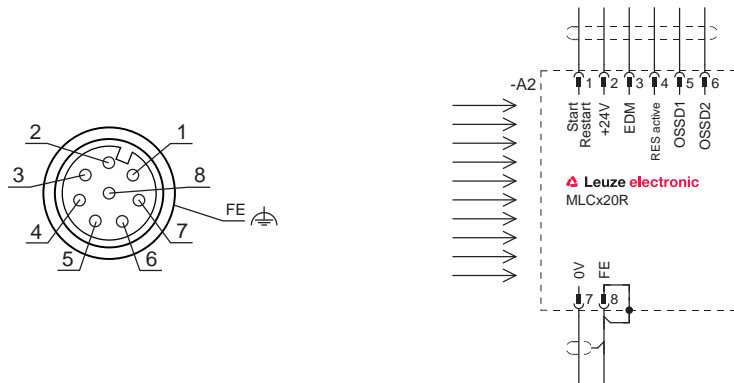 2
1
3
8
4
7
5
6
FE
-A2
1
2
3
4
5
6
Start
Restart
+24V
EDM
RES active
OSSD1
OSSD2
Leuze electronic
MLCx20R
0V
FE
7
8